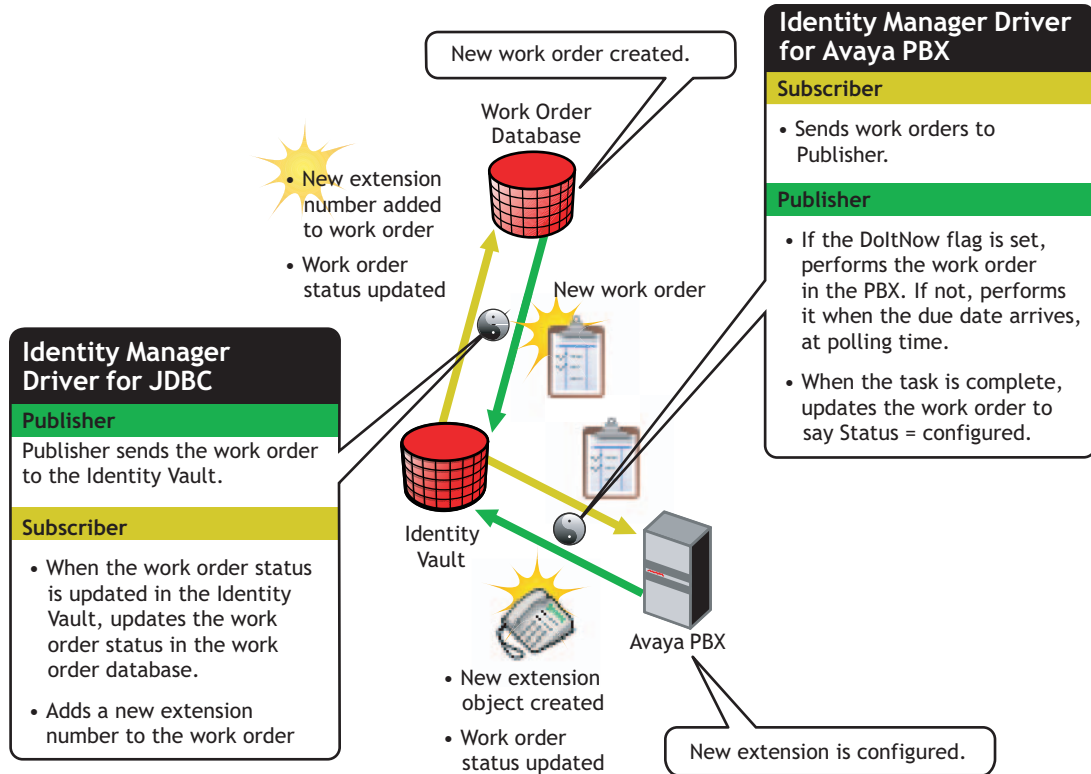 New work order created.
Work Order
Database
• New extension
number added
to work order
• Work order
status updated
New work order
Identity Manager
Driver for JDBC
Publisher
Publisher sends the work order
to the Identity Vault.
Subscriber
• When the work order status
is updated in the Identity
Vault, updates the work
order status in the work
order database.
• Adds a new extension
number to the work order
Identity
Vault
Avaya PBX
• New extension
object created
• Work order
status updated
New extension is configured.
Identity Manager Driver
for Avaya PBX
Subscriber
• Sends work orders to
Publisher.
Publisher
• If the DoItNow flag is set,
performs the work order
in the PBX. If not, performs
it when the due date arrives,
at polling time.
• When the task is complete,
updates the work order to
say Status = configured.